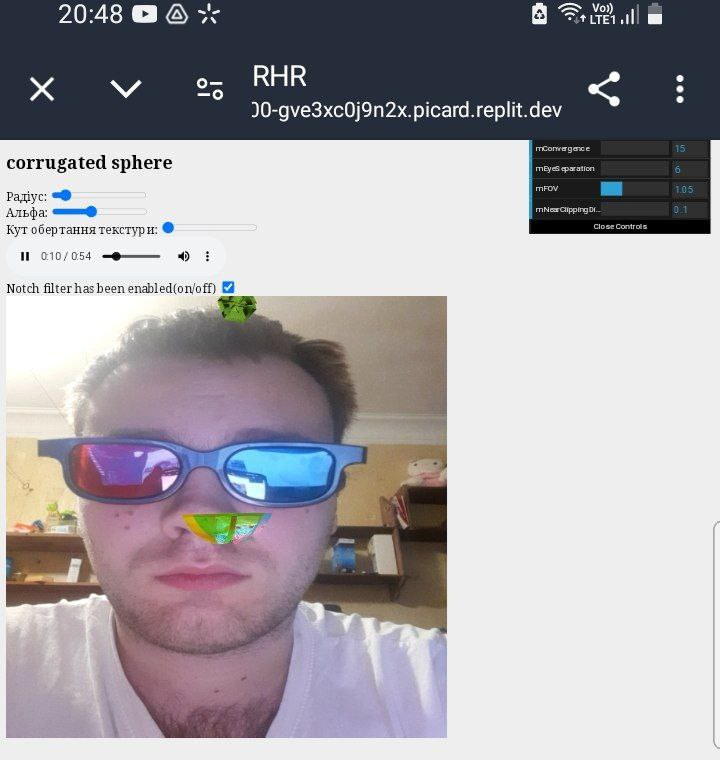 20:48
Vo))
LTE1
RHR
00-gve3xc0j9n2x.picard.replit.dev
corrugated sphere
Радіус:
Альфа:
Кут обертання текстури:
0:10 / 0:54
Notch filter has been enabled(on/off)
mConvergence 15
mEyeSeparation 6
mFOV 1.05
mNearClippingDi... 0.1
Close Controls